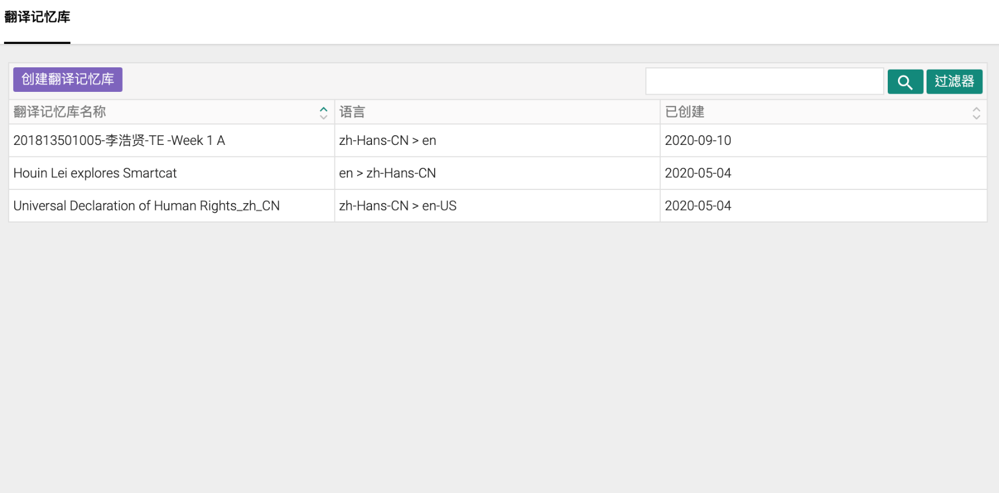 翻译记忆库
创建翻译记忆库 过滤器
翻译记忆库名称 语言 已创建
201813501005-李浩贤-TE -Week 1 A zh-Hans-CN > en 2020-09-10
Houin Lei explores Smartcat en > zh-Hans-CN 2020-05-04
Universal Declaration of Human Rights_zh_CN zh-Hans-CN > en-US 2020-05-04